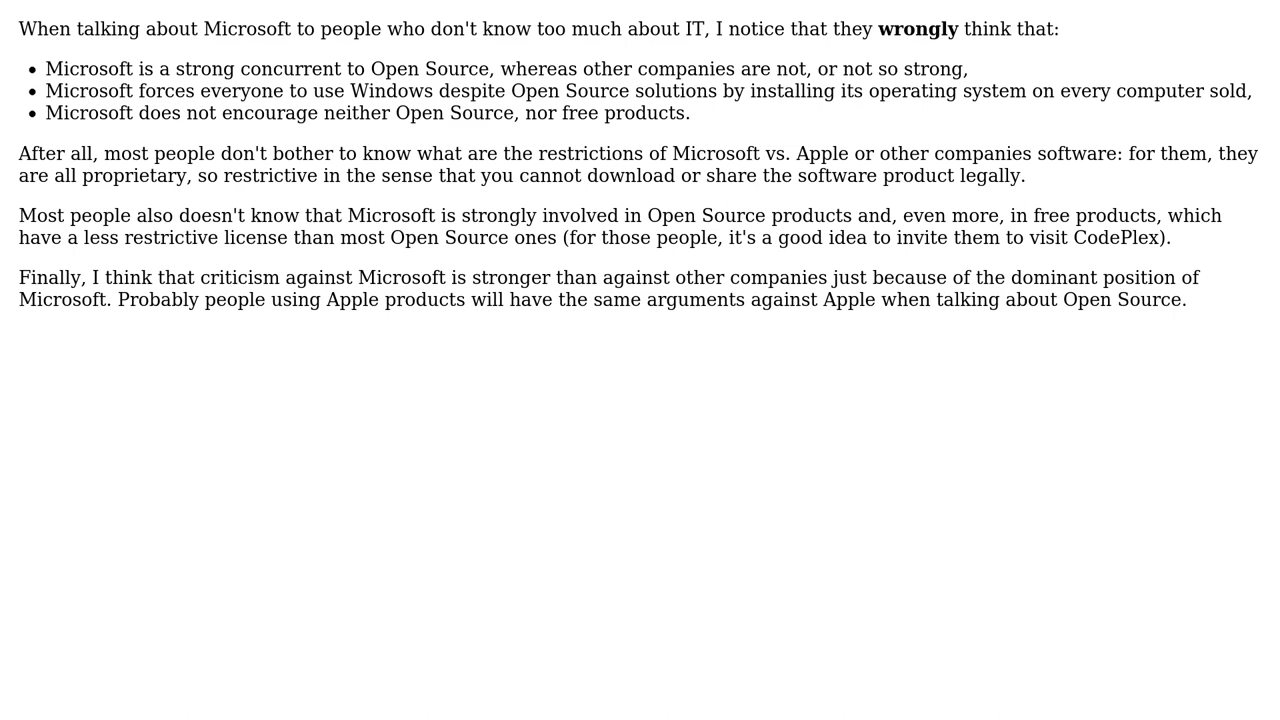 When talking about Microsoft to people who don't know too much about IT, I notice that they wrongly think that:
• Microsoft is a strong concurrent to Open Source, whereas other companies are not, or not so strong,
• Microsoft forces everyone to use Windows despite Open Source solutions by installing its operating system on every computer sold,
• Microsoft does not encourage neither Open Source, nor free products.
After all, most people don't bother to know what are the restrictions of Microsoft vs. Apple or other companies software: for them, they
are all proprietary, so restrictive in the sense that you cannot download or share the software product legally.
Most people also doesn't know that Microsoft is strongly involved in Open Source products and, even more, in free products, which
have a less restrictive license than most Open Source ones (for those people, it's a good idea to invite them to visit CodePlex).
Finally, I think that criticism against Microsoft is stronger than against other companies just because of the dominant position of
Microsoft. Probably people using Apple products will have the same arguments against Apple when talking about Open Source.